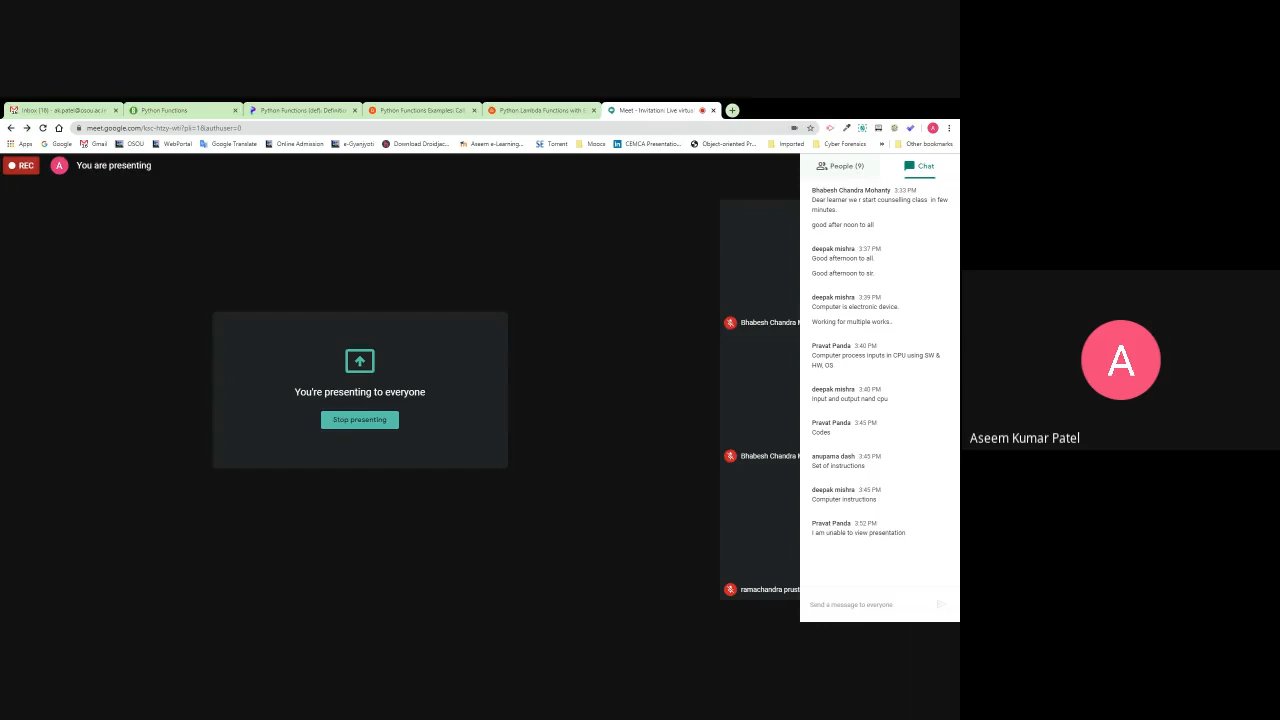 Inbox (16) - ak.patel@osou.ac.in
Python Functions
Python Functions (def): Definitio
Python Functions Examples: Call
Python Lambda Functions with E
Meet - Invitation: Live virtua
meet.google.com/ksc-htzy-wti?pli=1&authuser=0
Apps
Google
Gmail
OSOU
WebPortal
Google Translate
Online Admission
e-Gyanjyoti
Download Droidjac...
Aseem e-Learning...
Torrent
Moocs
CEMCA Presentatio...
Object-oriented Pr...
Imported
Cyber Forensics
Other bookmarks
REC
A
You are presenting
People (9)
Chat
Bhabesh Chandra Mohanty 3:33 PM
Dear learner we r start counselling class in few
minutes.
good after noon to all
deepak mishra 3:37 PM
Good afternoon to all.
Good afternoon to sir.
deepak mishra 3:39 PM
Computer is electronic device.
Working for multiple works..
Pravat Panda 3:40 PM
Computer process inputs in CPU using SW &
HW, OS
deepak mishra 3:40 PM
Input and output nand cpu
Pravat Panda 3:45 PM
Codes
anupama dash 3:45 PM
Set of instructions
deepak mishra 3:45 PM
Computer instructions
Pravat Panda 3:52 PM
I am unable to view presentation
Send a message to everyone
You're presenting to everyone
Stop presenting
Bhabesh Chandra M
Bhabesh Chandra M
ramachandra prust
A
Aseem Kumar Patel